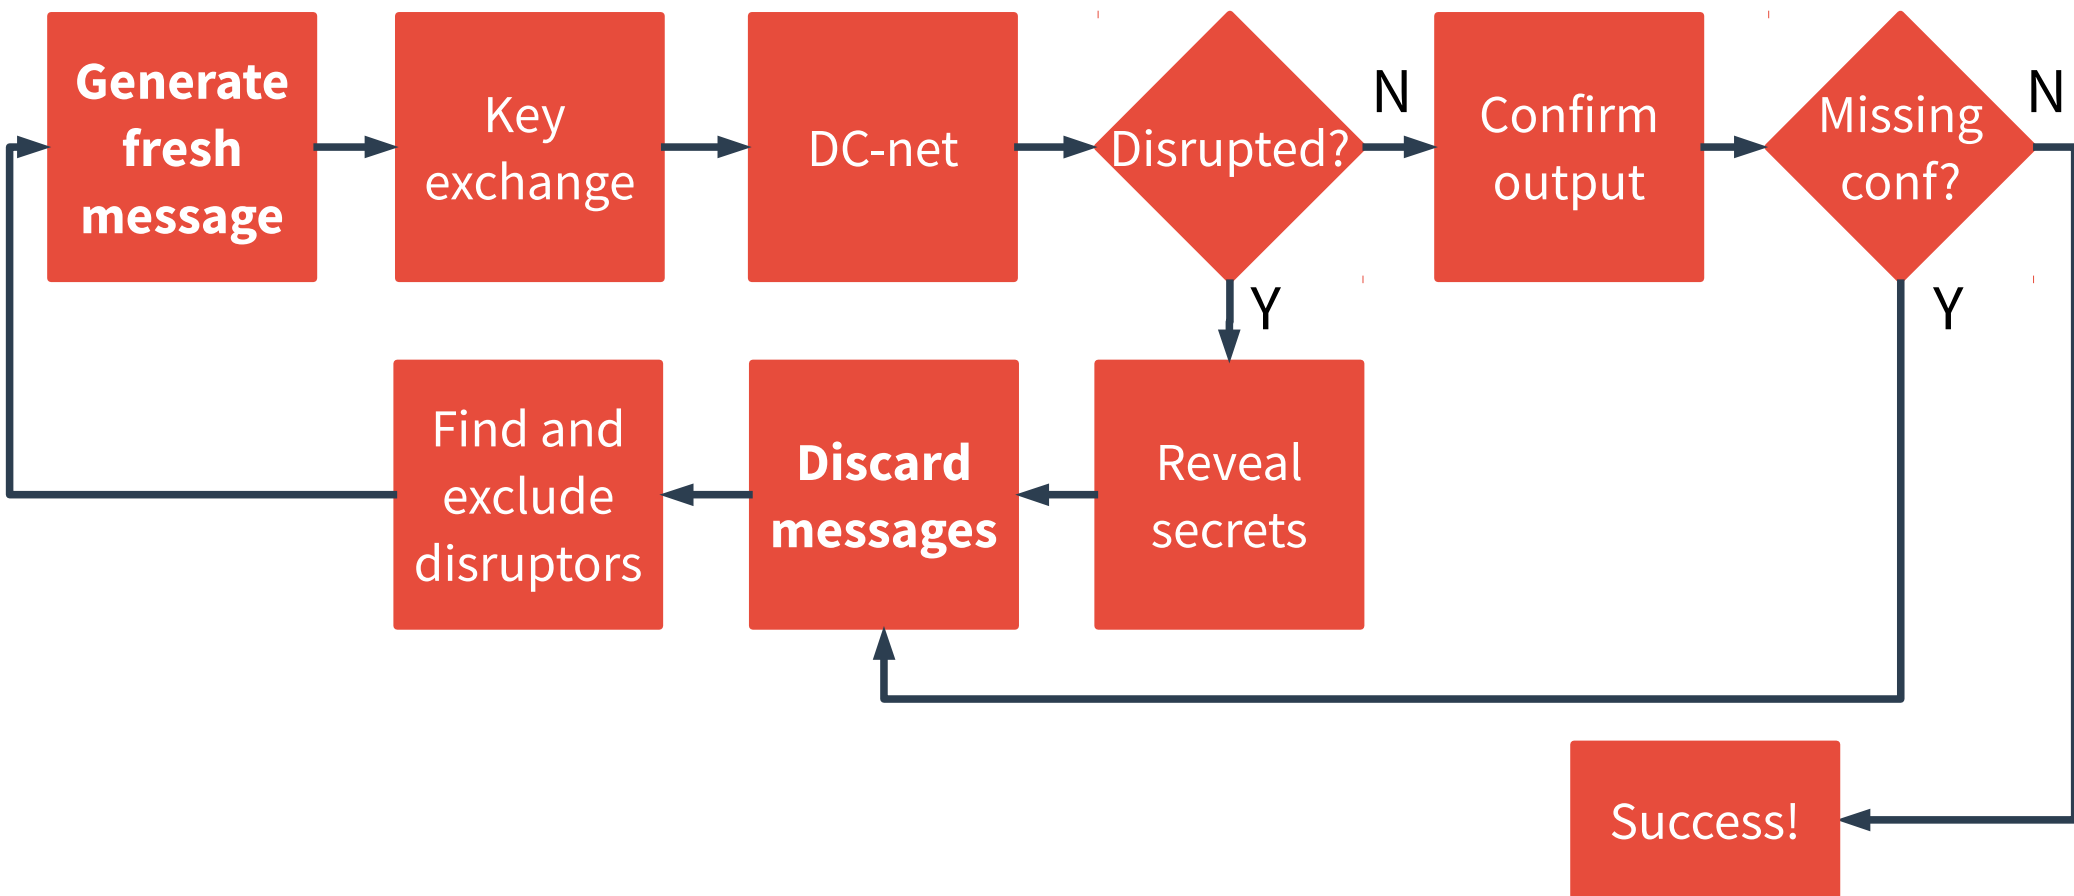 Generate
fresh
message
Key
exchange
DC-net
Disrupted?
N
Confirm
output
Missing
conf?
N
Y
Y
Find and
exclude
disruptors
Discard
messages
Reveal
secrets
Success!